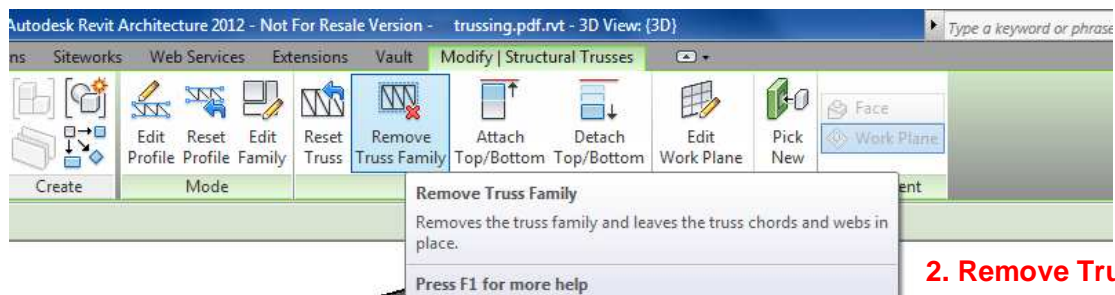 Autodesk Revit Architecture 2012 - Not For Resale Version - trussing.pdf.rvt - 3D View: {3D}
Type a keyword or phrase
ns Siteworks Web Services Extensions Vault Modify | Structural Trusses
Edit Profile
Reset Profile
Edit Family
Reset Truss
Remove Truss Family
Attach Top/Bottom
Detach Top/Bottom
Edit Work Plane
Pick New
Face
Work Plane
Create Mode ent
Remove Truss Family
Removes the truss family and leaves the truss chords and webs in
place.
Press F1 for more help
2. Remove Tru